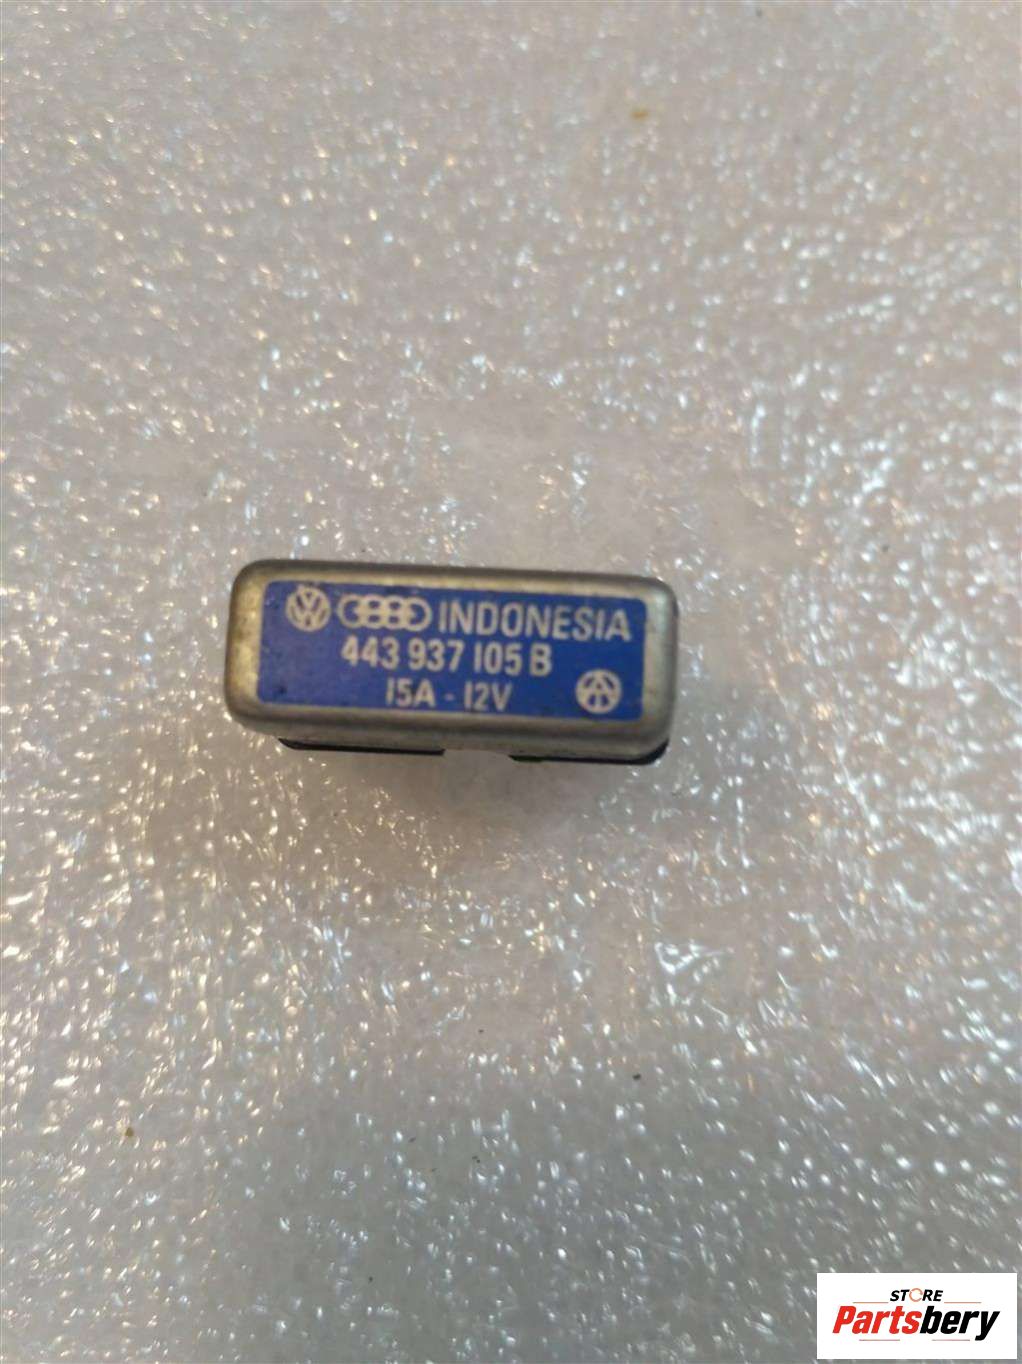 INDONESIA
443 937 105 B
15A - 12V
STORE
Partsbery